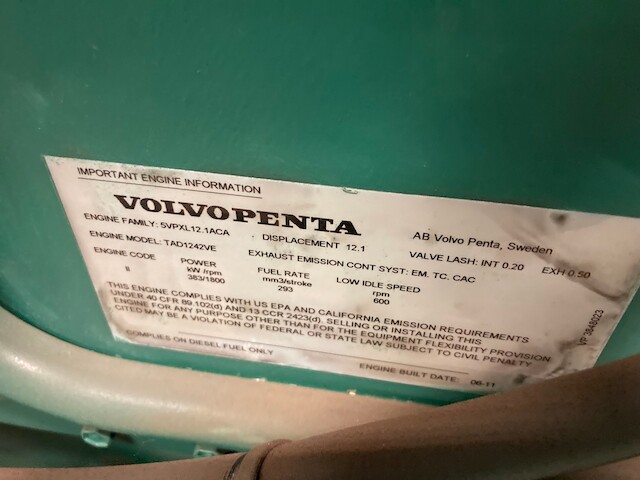 IMPORTANT ENGINE INFORMATION
VOLVO PENTA
AB Volvo Penta, Sweden
ENGINE FAMILY: 5VPXL12.1ACA DISPLACEMENT 12.1 VALVE LASH: INT 0.20 EXH 0.50
ENGINE MODEL: TAD1242VE EXHAUST EMISSION CONT SYST: EM. TC. CAC
ENGINE CODE POWER FUEL RATE LOW IDLE SPEED
kW /rpm mm3/stroke rpm
383/1800 293 600
THIS ENGINE COMPLIES WITH US EPA AND CALIFORNIA EMISSION REQUIREMENTS
UNDER 40 CFR 89.102(d) AND 13 CCR 2423(d). SELLING OR INSTALLING THIS
ENGINE FOR ANY PURPOSE OTHER THAN FOR THE EQUIPMENT FLEXIBILITY PROVISION
CITED MAY BE A VIOLATION OF FEDERAL OR STATE LAW SUBJECT TO CIVIL PENALTY
COMPLIES ON DIESEL FUEL ONLY ENGINE BUILT DATE: 06-11